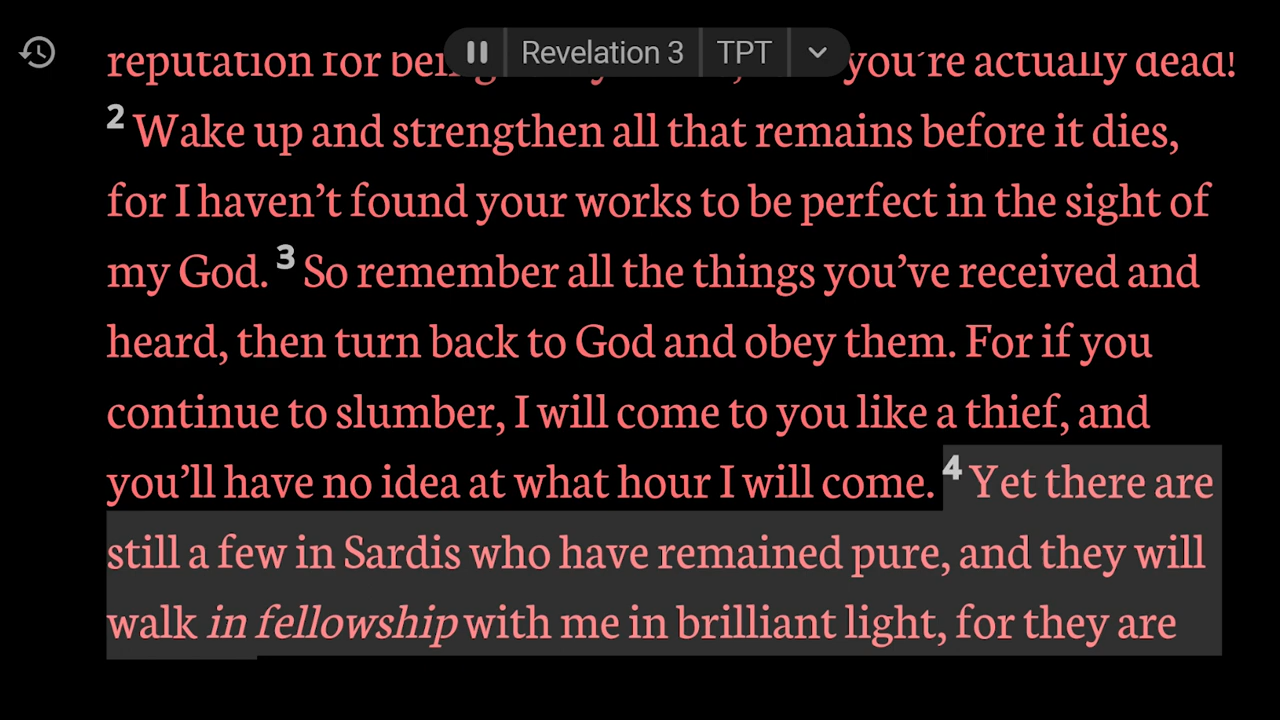 Revelation 3 TPT
reputation for being you're actually dead!
2 Wake up and strengthen all that remains before it dies,
for I haven’t found your works to be perfect in the sight of
my God. 3 So remember all the things you’ve received and
heard, then turn back to God and obey them. For if you
continue to slumber, I will come to you like a thief, and
you’ll have no idea at what hour I will come. 4 Yet there are
still a few in Sardis who have remained pure, and they will
walk in fellowship with me in brilliant light, for they are